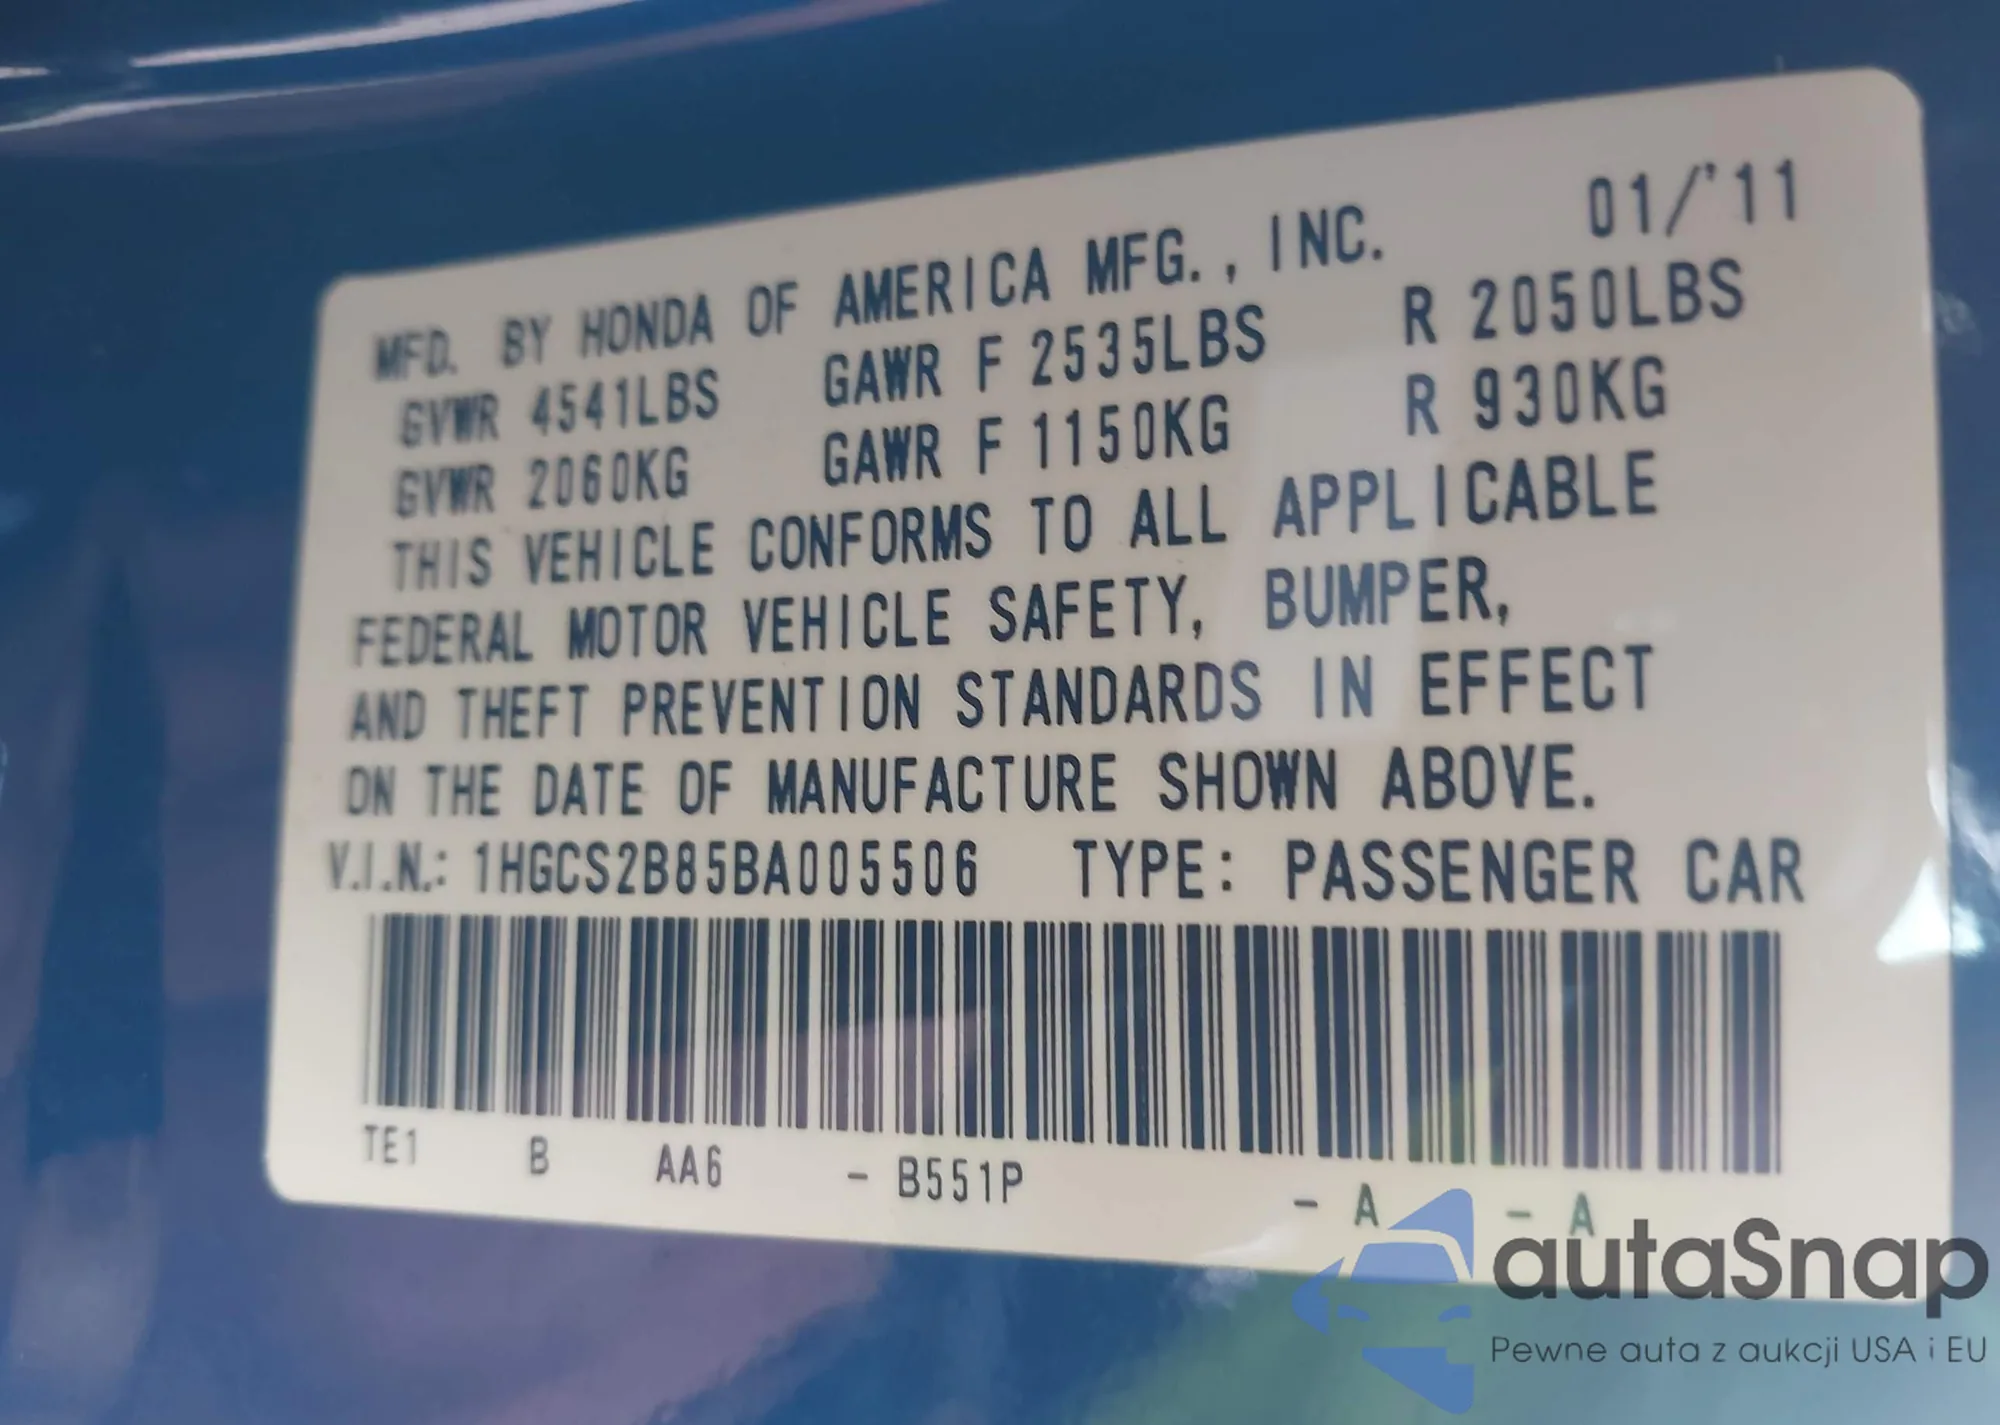 01/'11
MFD. BY HONDA OF AMERICA MFG., INC.
GVWR 4541LBS GAWR F 2535LBS R 2050LBS
GVWR 2060KG GAWR F 1150KG R 930KG
THIS VEHICLE CONFORMS TO ALL APPLICABLE
FEDERAL MOTOR VEHICLE SAFETY, BUMPER,
AND THEFT PREVENTION STANDARDS IN EFFECT
ON THE DATE OF MANUFACTURE SHOWN ABOVE.
V.I.N.: 1HGCS2B85BA005506 TYPE: PASSENGER CAR
TE1 B AA6 - B551P - A - A
autaSnap
Pewne auta z aukcji USA i EU